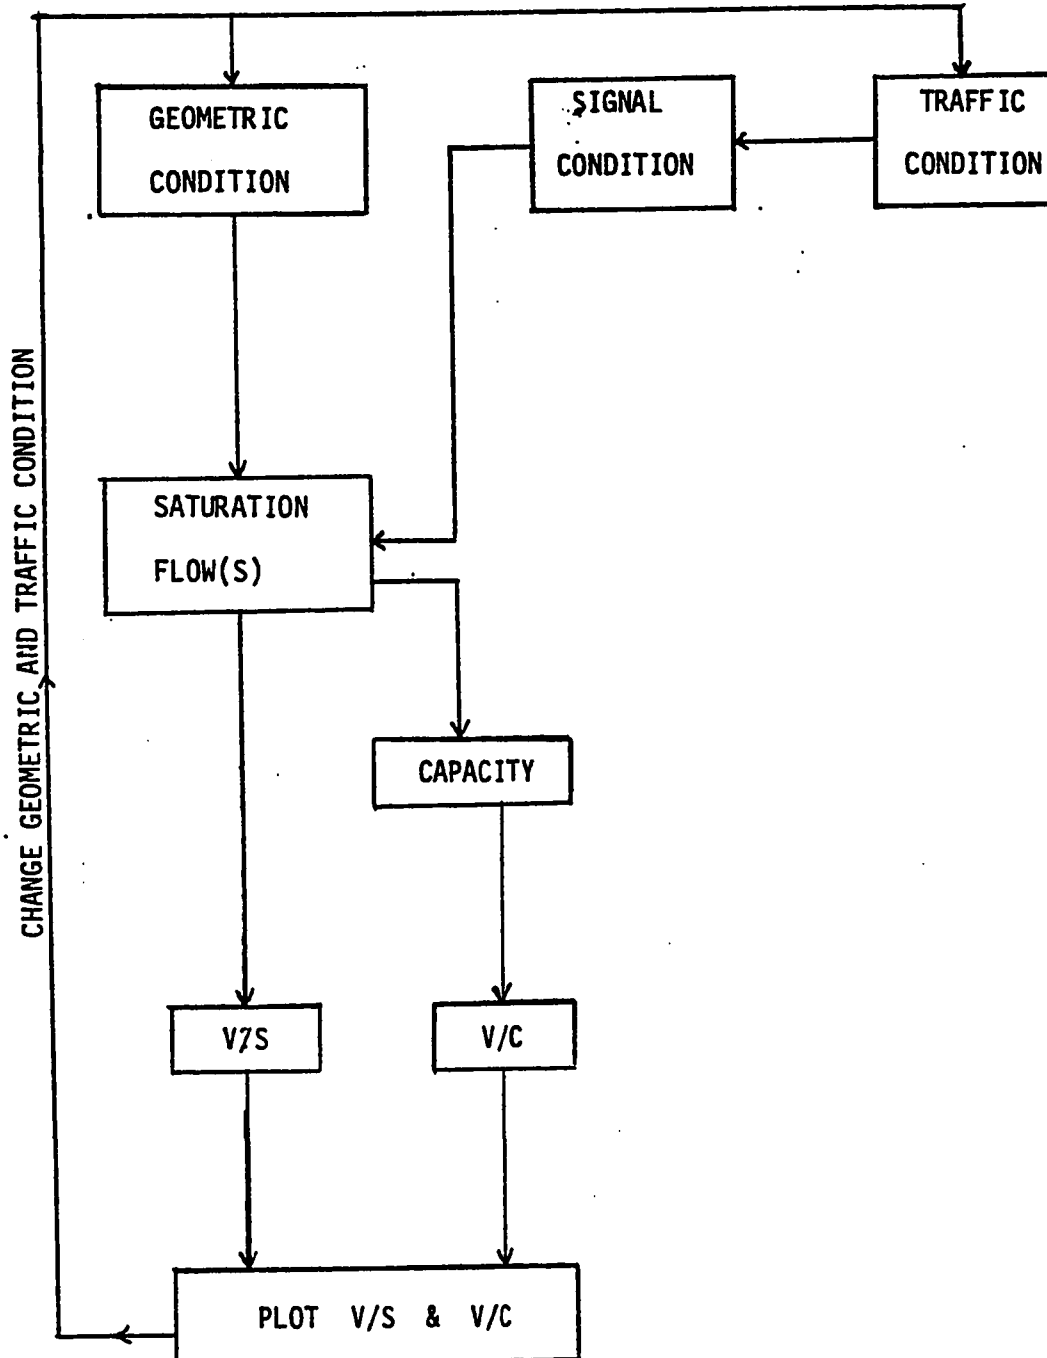 GEOMETRIC
CONDITION
SIGNAL
CONDITION
TRAFFIC
CONDITION
CHANGE GEOMETRIC AND TRAFFIC CONDITION
SATURATION
FLOW(S)
CAPACITY
V/S
V/C
PLOT V/S & V/C